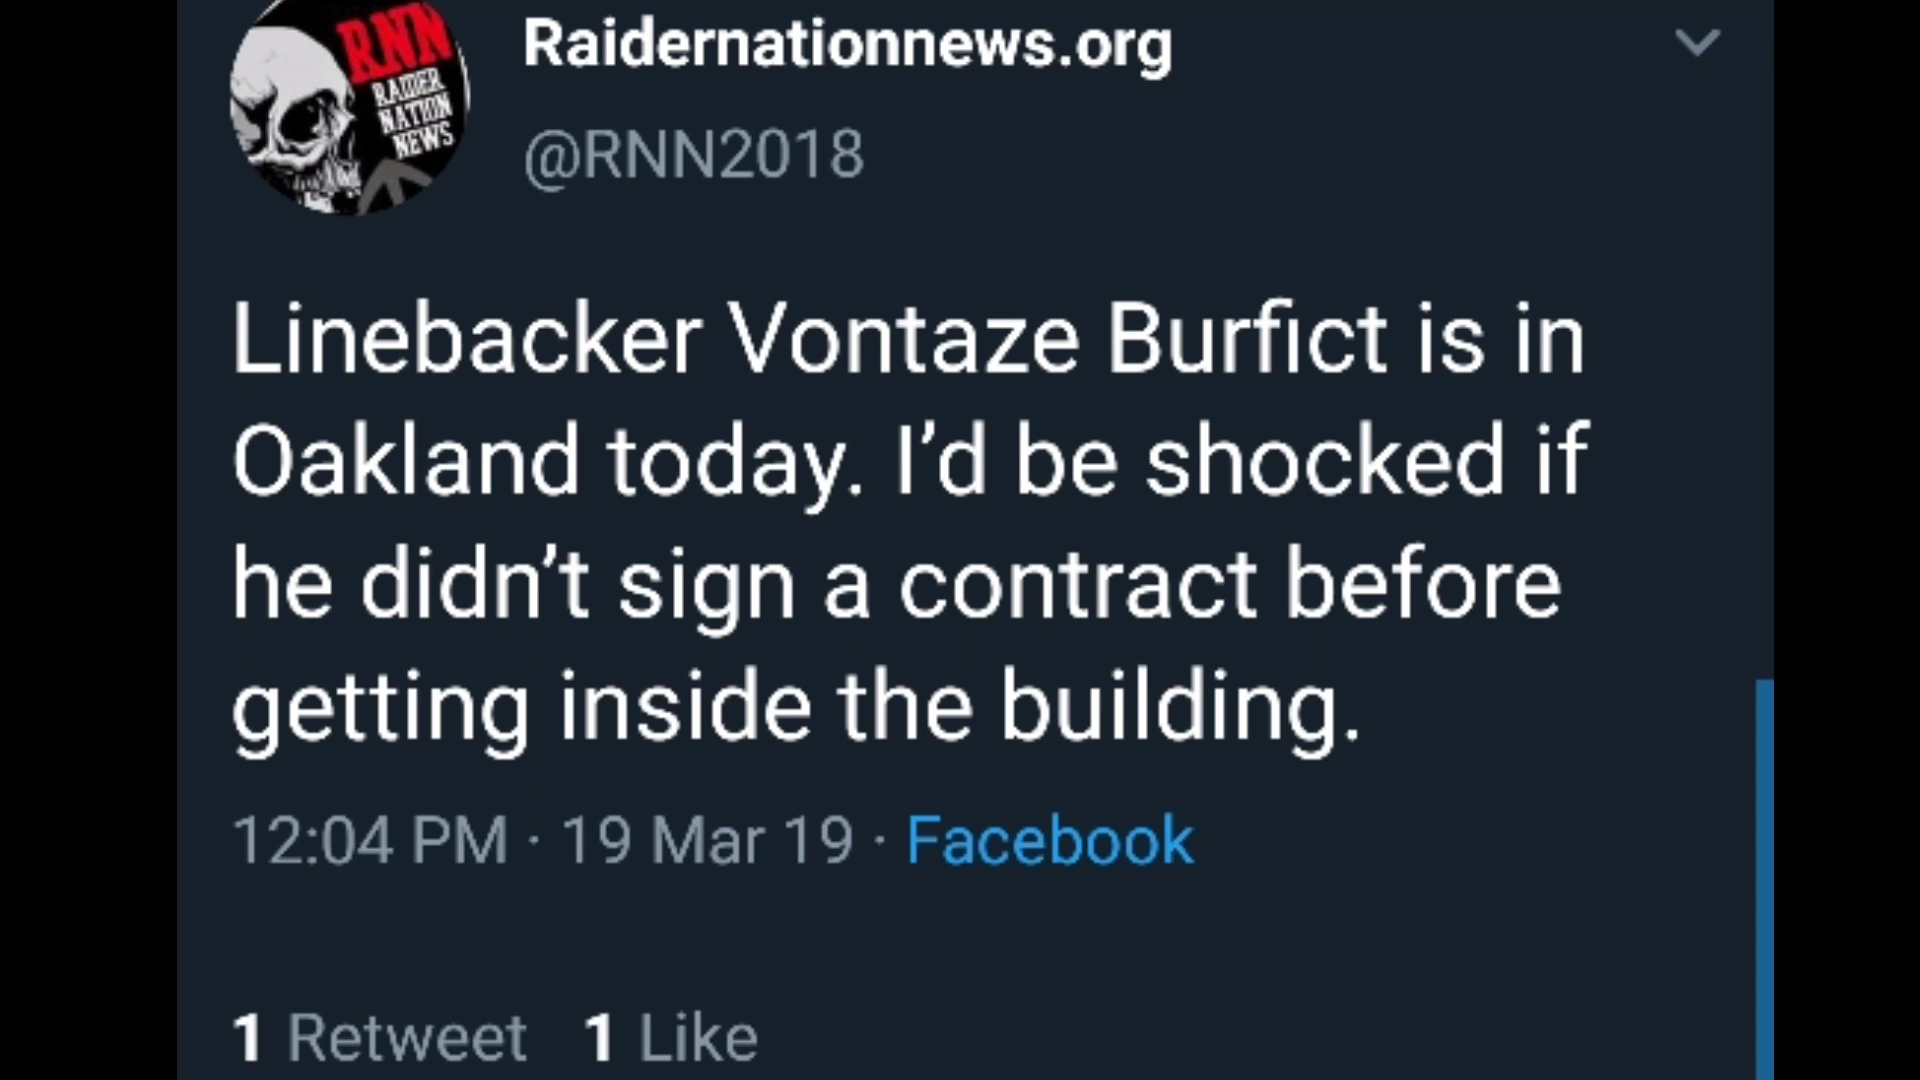 RNN
RAIDER
NATION
NEWS
Raidernationnews.org
@RNN2018
Linebacker Vontaze Burfict is in
Oakland today. I’d be shocked if
he didn’t sign a contract before
getting inside the building.
12:04 PM · 19 Mar 19 · Facebook
1 Retweet 1 Like